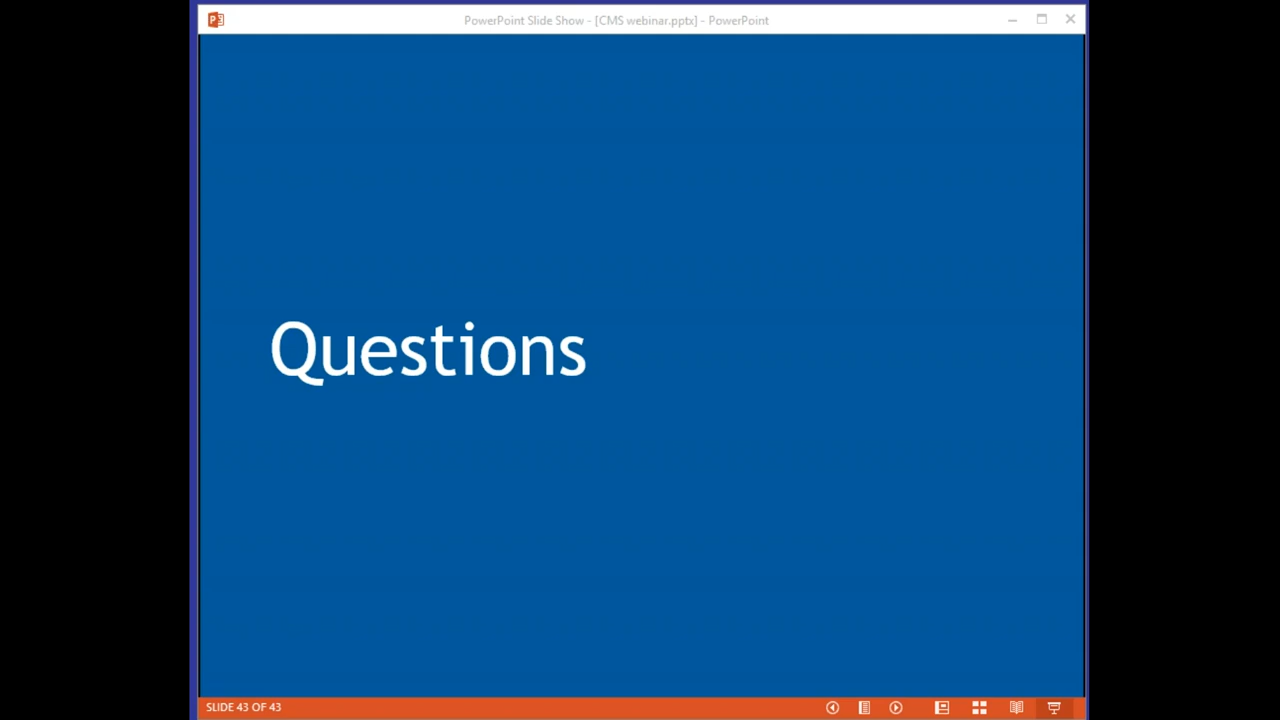 PowerPoint Slide Show - [CMS webinar.pptx] - PowerPoint
Questions
SLIDE 43 OF 43